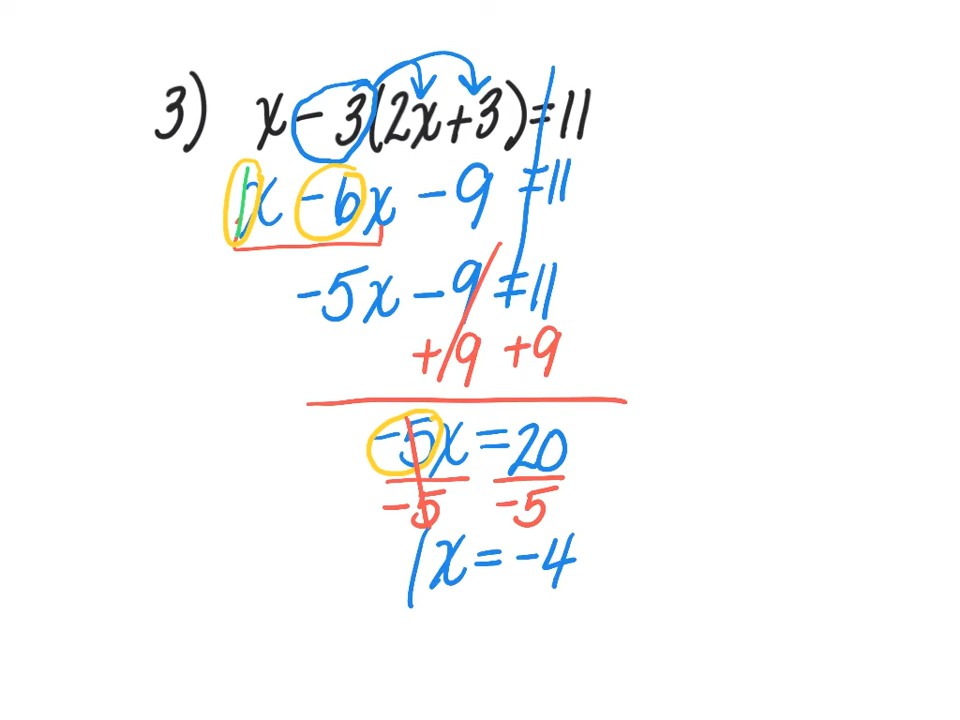 3) x - 3(2x+3) = 11
1x - 6x - 9 = 11
-5x - 9 = 11
+9 +9
-5x = 20
-5 -5
1x = -4